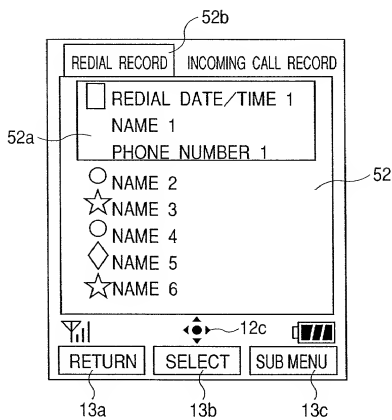 52b
REDIAL RECORD INCOMING CALL RECORD
REDIAL DATE/TIME 1
52a
NAME 1
PHONE NUMBER 1
NAME 2
52
NAME 3
NAME 4
NAME 5
NAME 6
12c
RETURN SELECT SUB MENU
13a 13b 13c